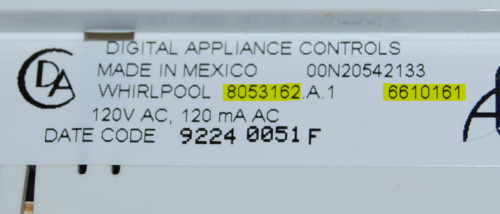 DIGITAL APPLIANCE CONTROLS
DA
MADE IN MEXICO 00N20542133
WHIRLPOOL 8053162.A.1 6610161
120V AC, 120 mA AC
DATE CODE 9224 0051 F